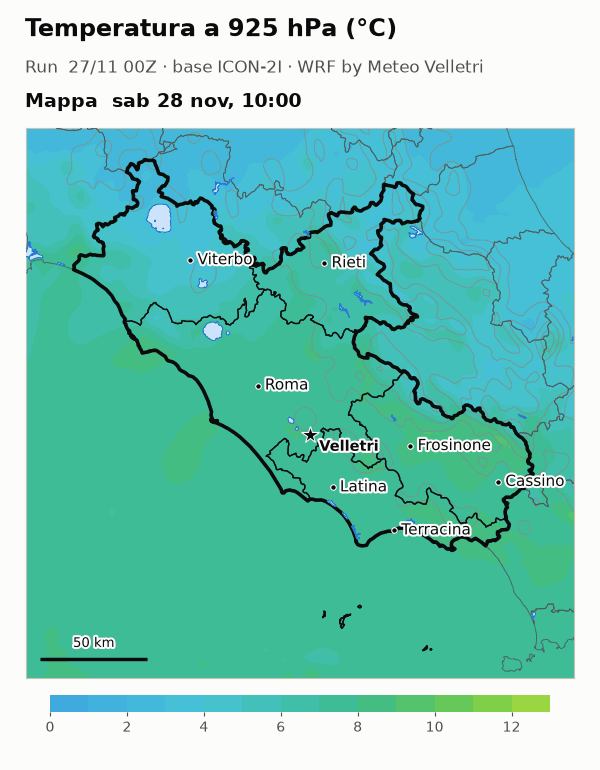 Temperatura a 925 hPa (°C)
Run  27/11 00Z · base ICON-2I · WRF by Meteo Velletri
Mappa  sab 28 nov, 10:00
Viterbo
Rieti
Roma
Velletri
Frosinone
Latina
Cassino
Terracina
50 km
0 2 4 6 8 10 12